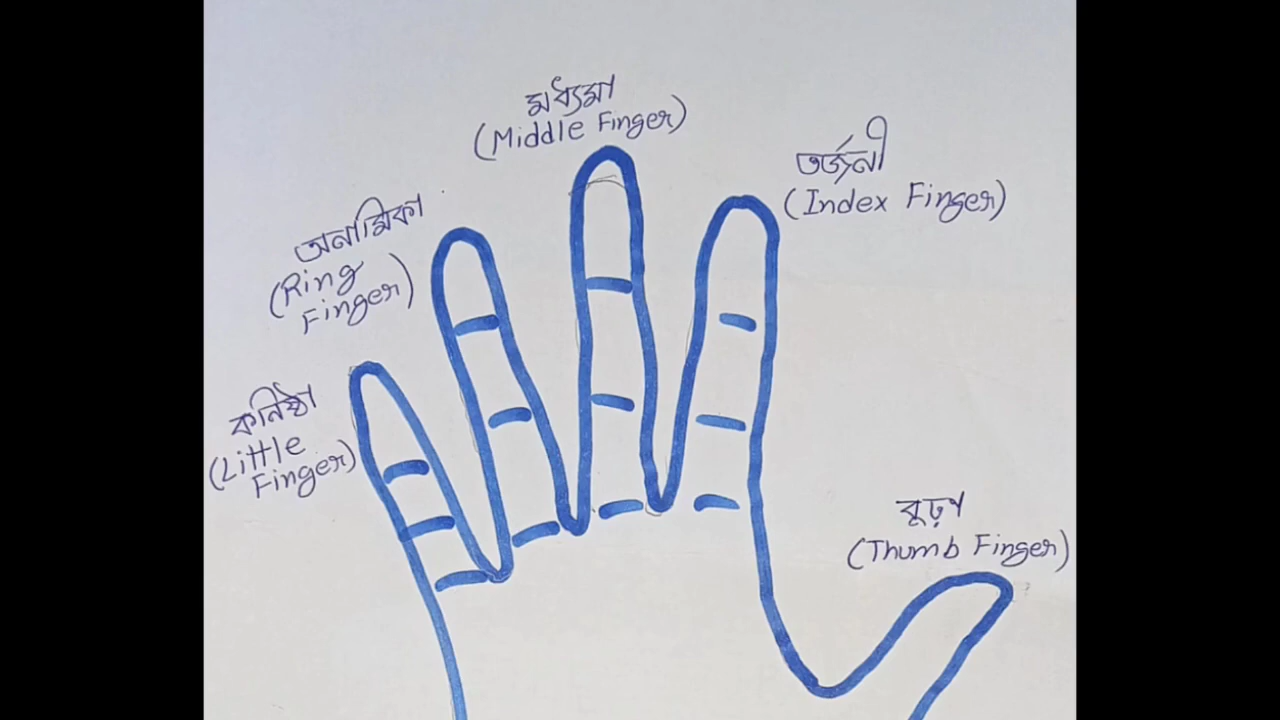 মধ্যমা
(Middle Finger)
তর্জনী
(Index Finger)
অনামিকা
(Ring
Finger)
কনিষ্ঠা
(Little
Finger)
বুড়ো
(Thumb Finger)